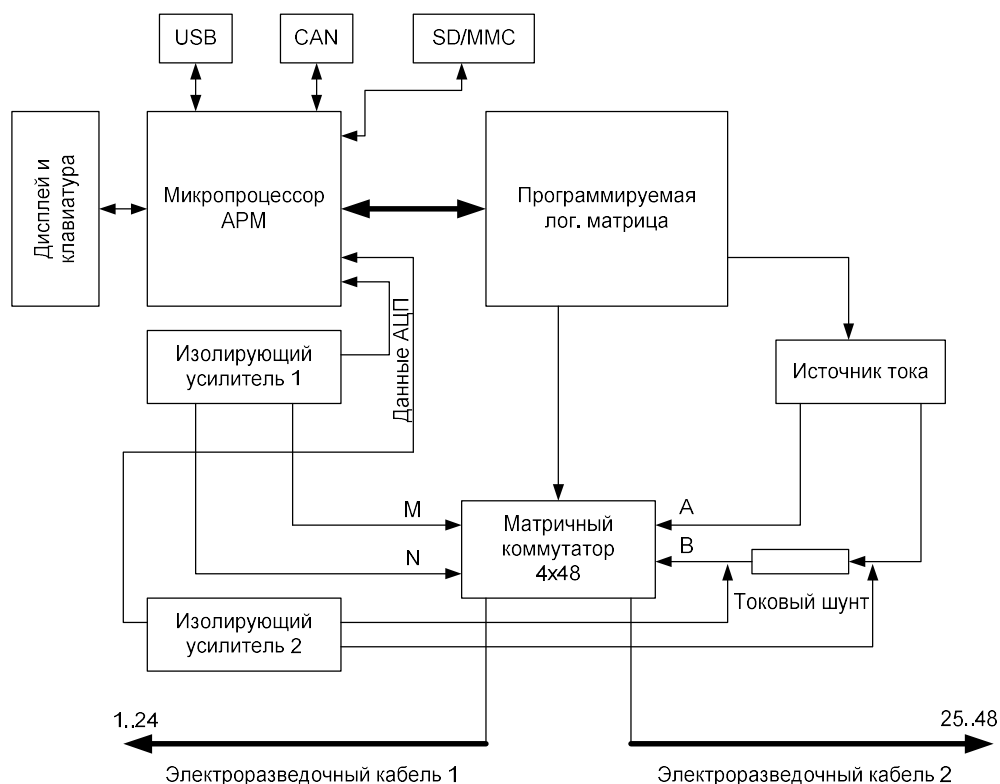 USB
CAN
SD/MMC
Дисплей и
клавиатура
Микропроцессор
АРМ
Программируемая
лог. матрица
Изолирующий
усилитель 1
Данные АЦП
Источник тока
M
N
Матричный
коммутатор
4x48
A
B
Токовый шунт
Изолирующий
усилитель 2
1..24
25..48
Электроразведочный кабель 1
Электроразведочный кабель 2